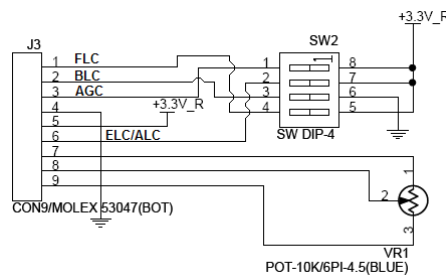 +3.3V_R
J3
SW2
1 FLC
2 BLC
3 AGC
4
5
6 ELC/ALC
7
8
9
+3.3V_R
1 8
2 7
3 6
4 5
SW DIP-4
CON9/MOLEX 53047(BOT)
1
2
3
VR1
POT-10K/6PI-4.5(BLUE)